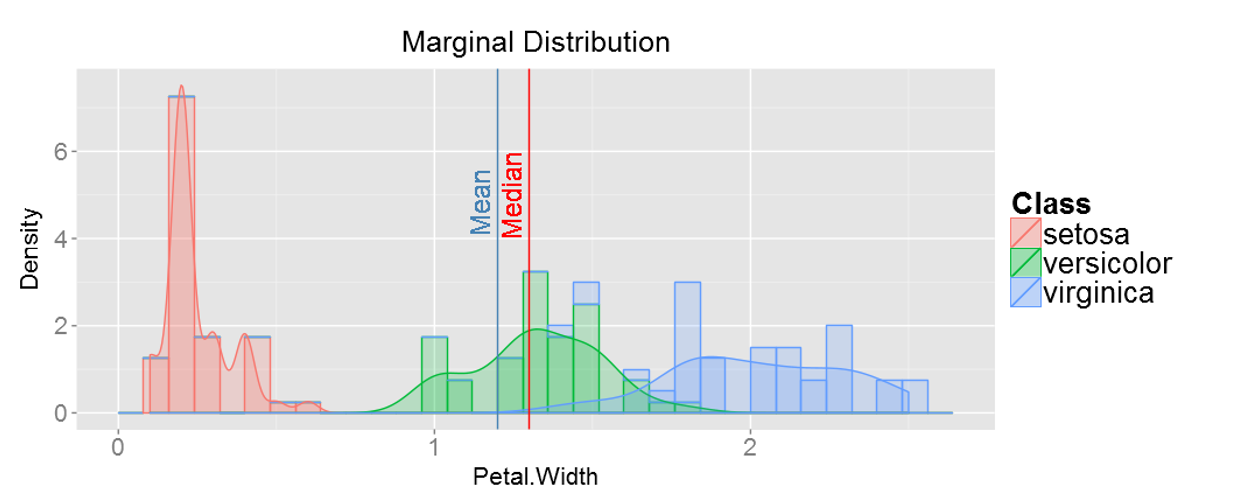 Marginal Distribution
Density
6
4
2
0
Mean
Median
0
1
2
Petal.Width
Class
setosa
versicolor
virginica